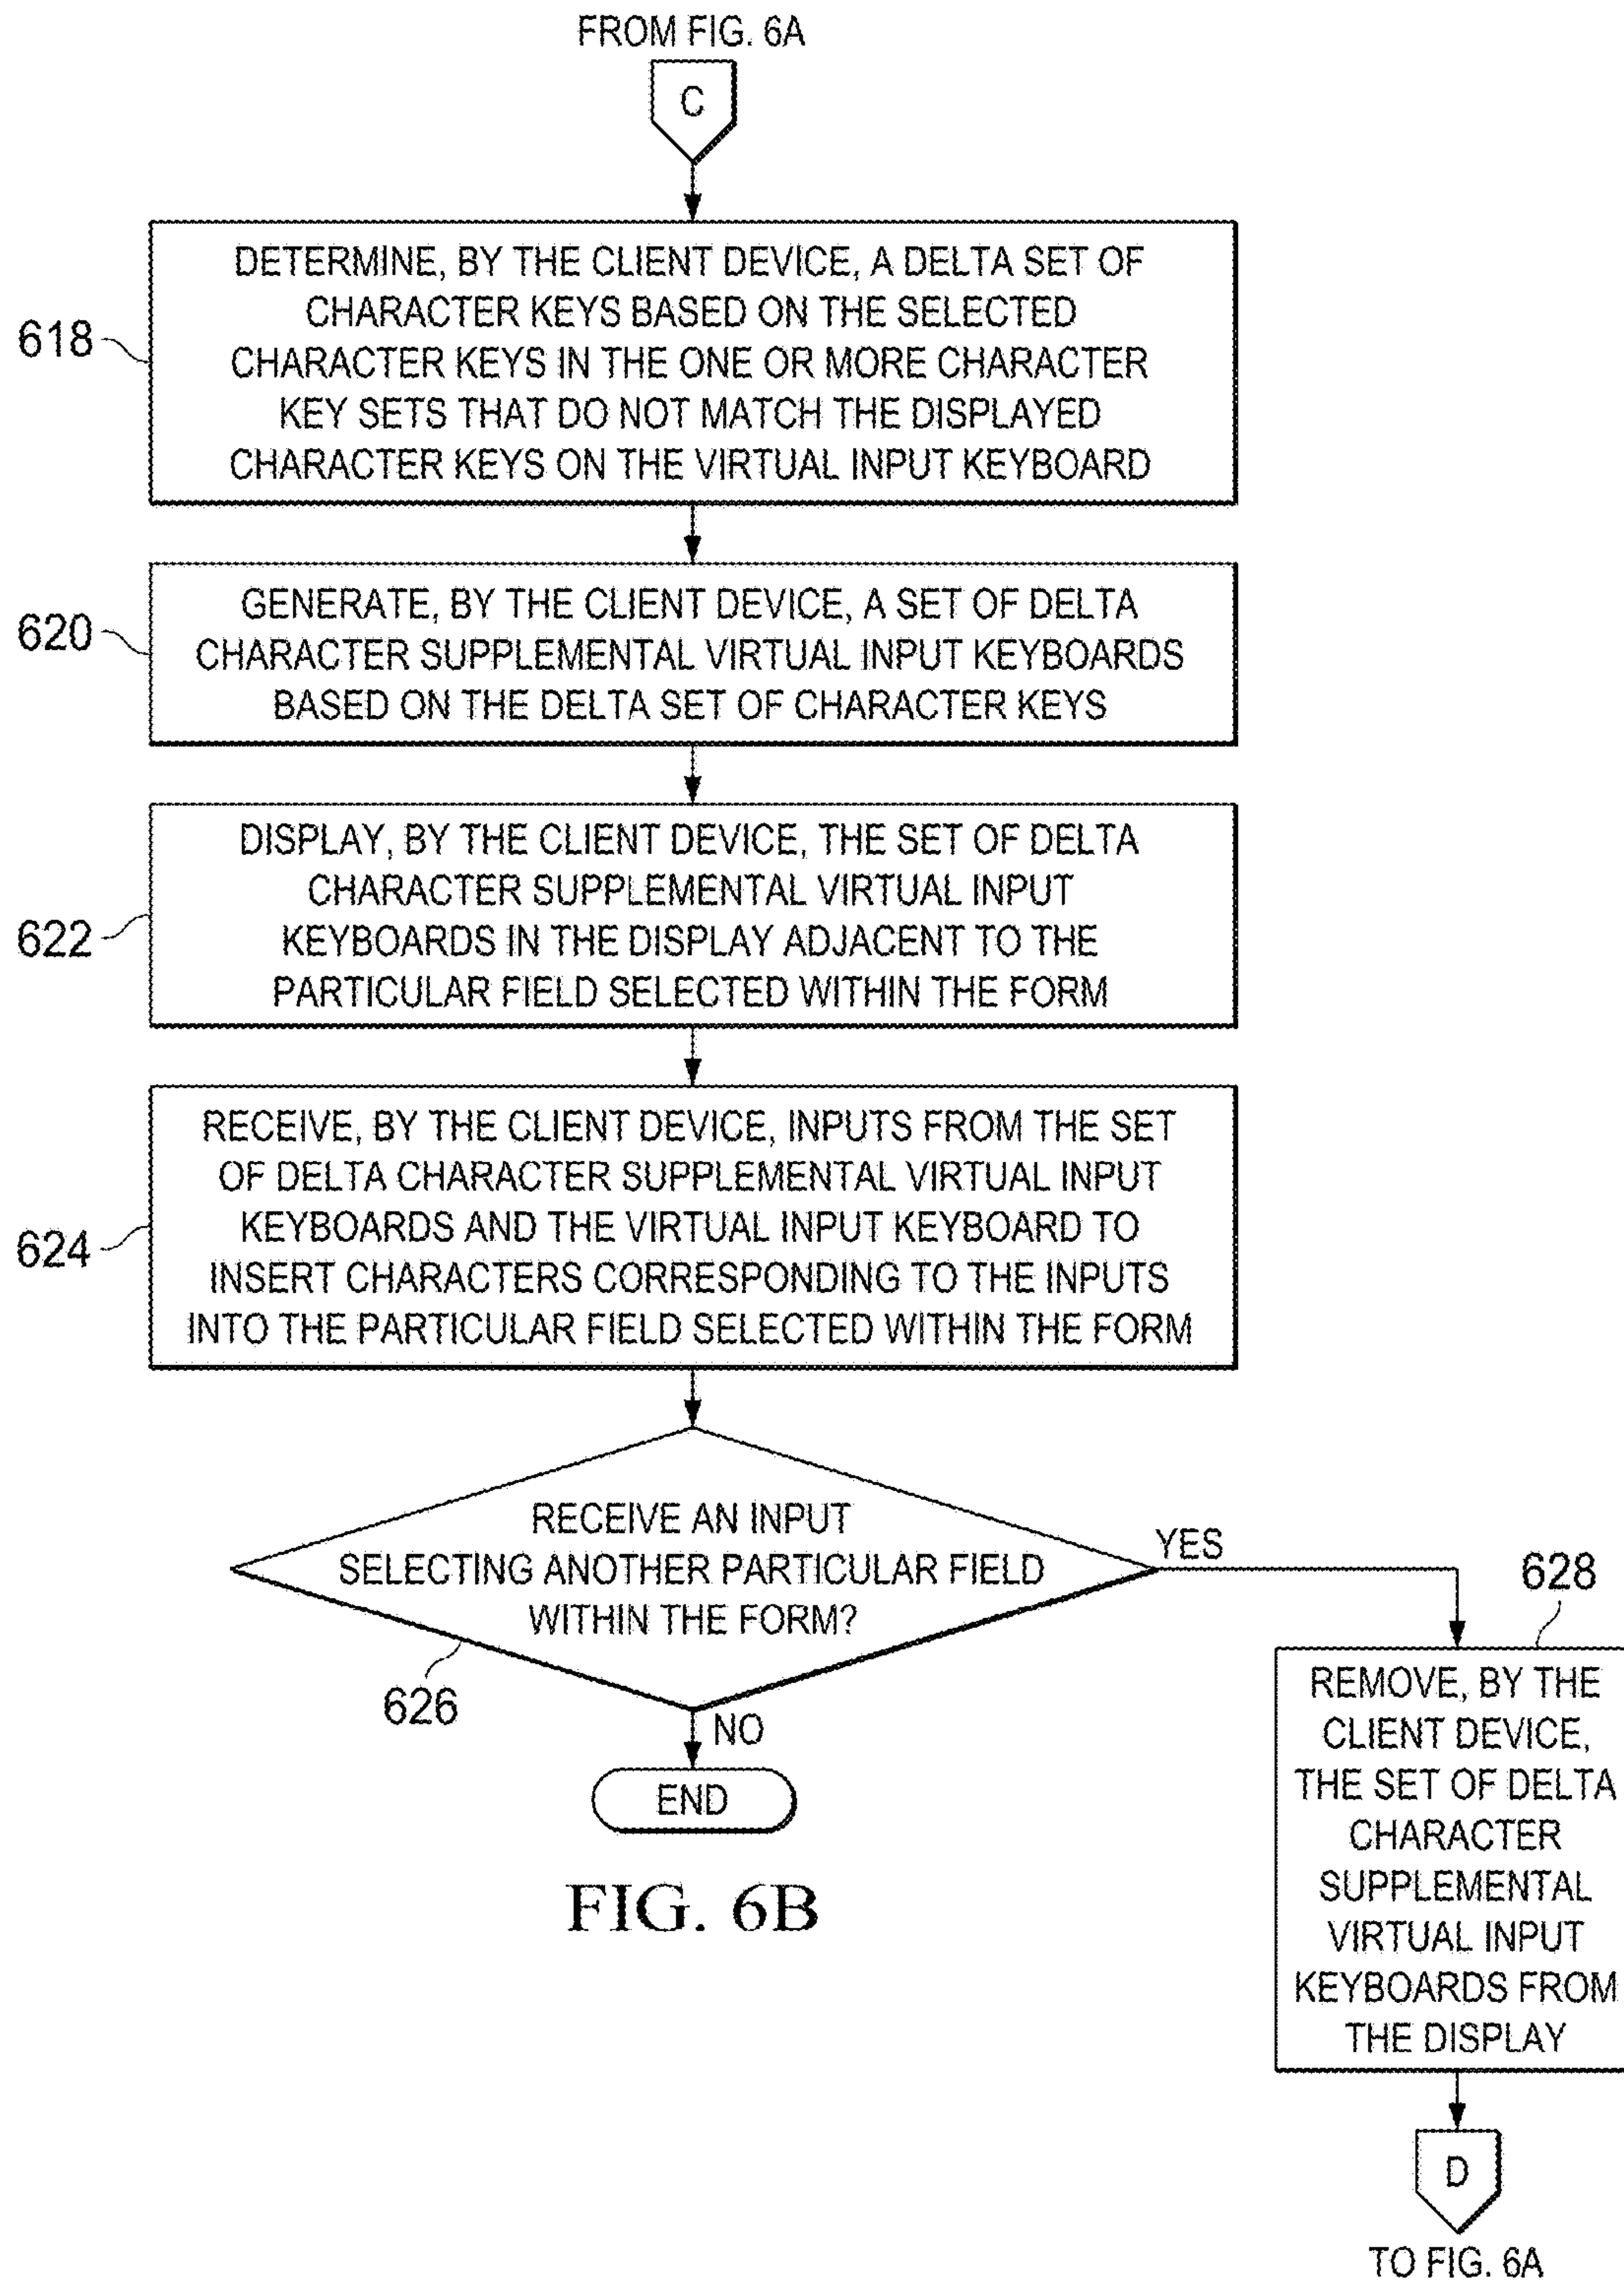 FROM FIG. 6A
C
618
DETERMINE, BY THE CLIENT DEVICE, A DELTA SET OF
CHARACTER KEYS BASED ON THE SELECTED
CHARACTER KEYS IN THE ONE OR MORE CHARACTER
KEY SETS THAT DO NOT MATCH THE DISPLAYED
CHARACTER KEYS ON THE VIRTUAL INPUT KEYBOARD
620
GENERATE, BY THE CLIENT DEVICE, A SET OF DELTA
CHARACTER SUPPLEMENTAL VIRTUAL INPUT KEYBOARDS
BASED ON THE DELTA SET OF CHARACTER KEYS
622
DISPLAY, BY THE CLIENT DEVICE, THE SET OF DELTA
CHARACTER SUPPLEMENTAL VIRTUAL INPUT
KEYBOARDS IN THE DISPLAY ADJACENT TO THE
PARTICULAR FIELD SELECTED WITHIN THE FORM
624
RECEIVE, BY THE CLIENT DEVICE, INPUTS FROM THE SET
OF DELTA CHARACTER SUPPLEMENTAL VIRTUAL INPUT
KEYBOARDS AND THE VIRTUAL INPUT KEYBOARD TO
INSERT CHARACTERS CORRESPONDING TO THE INPUTS
INTO THE PARTICULAR FIELD SELECTED WITHIN THE FORM
RECEIVE AN INPUT
SELECTING ANOTHER PARTICULAR FIELD
WITHIN THE FORM?
626
YES
NO
END
628
REMOVE, BY THE
CLIENT DEVICE,
THE SET OF DELTA
CHARACTER
SUPPLEMENTAL
VIRTUAL INPUT
KEYBOARDS FROM
THE DISPLAY
D
TO FIG. 6A
FIG. 6B